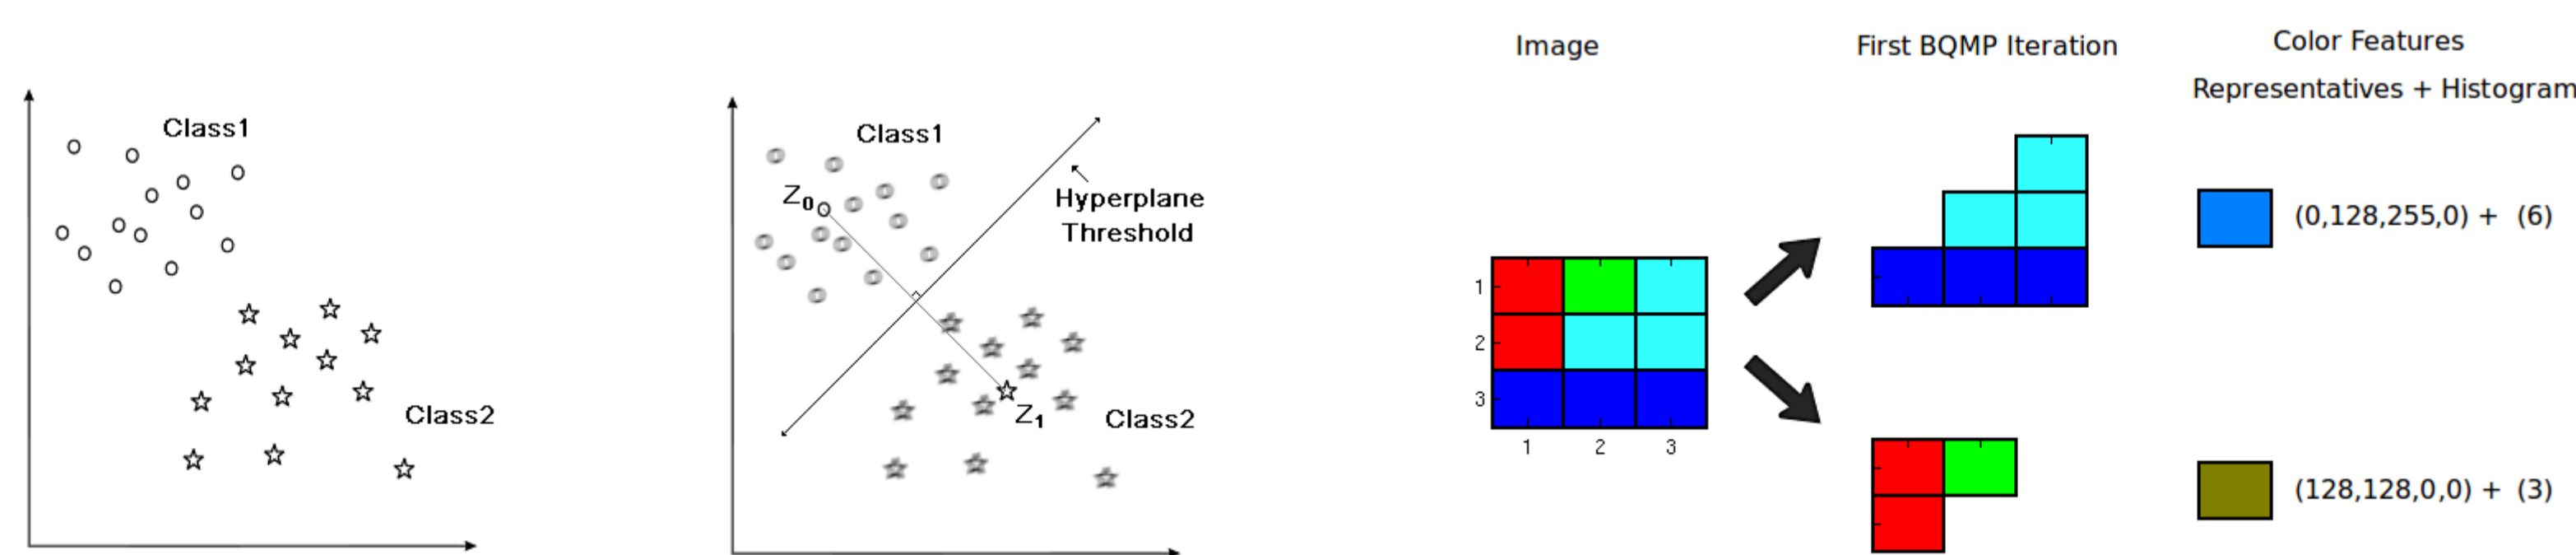 Class1
Class2
Class1
Z0
Hyperplane
Threshold
Z1
Class2
Image
1
2
3
1 2 3
First BQMP Iteration
Color Features
Representatives + Histogram
(0,128,255,0) + (6)
(128,128,0,0) + (3)